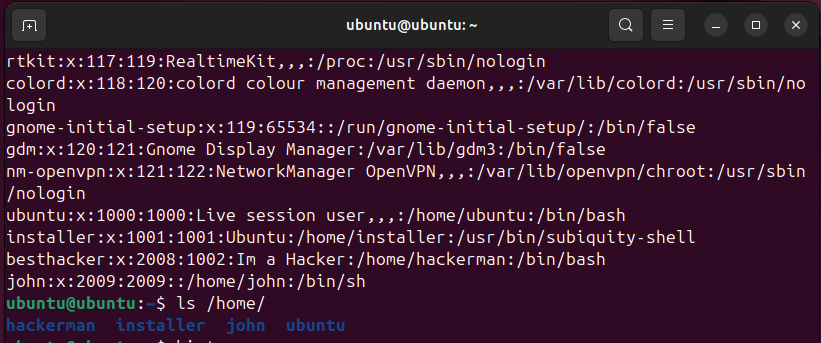 ubuntu@ubuntu: ~
rtkit:x:117:119:RealtimeKit,,,:/proc:/usr/sbin/nologin
colord:x:118:120:colord colour management daemon,,,:/var/lib/colord:/usr/sbin/no
login
gnome-initial-setup:x:119:65534::/run/gnome-initial-setup/:/bin/false
gdm:x:120:121:Gnome Display Manager:/var/lib/gdm3:/bin/false
nm-openvpn:x:121:122:NetworkManager OpenVPN,,,:/var/lib/openvpn/chroot:/usr/sbin
/nologin
ubuntu:x:1000:1000:Live session user,,,:/home/ubuntu:/bin/bash
installer:x:1001:1001:Ubuntu:/home/installer:/usr/bin/subiquity-shell
besthacker:x:2008:1002:Im a Hacker:/home/hackerman:/bin/bash
john:x:2009:2009::/home/john:/bin/sh
ubuntu@ubuntu:~$ ls /home/
hackerman  installer  john  ubuntu